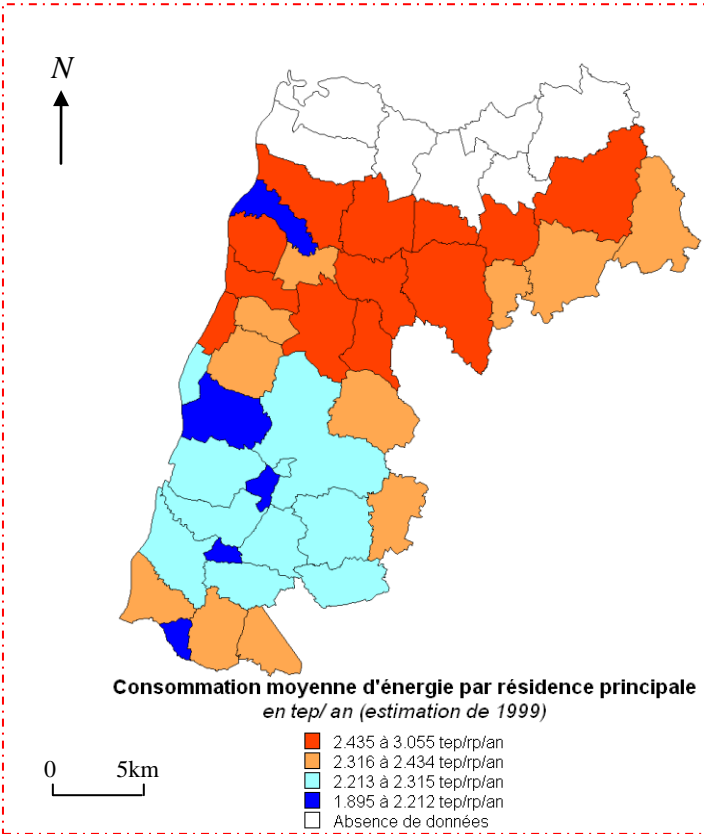 N
Consommation moyenne d'énergie par résidence principale
en tep/ an (estimation de 1999)
2.435 à 3.055 tep/rp/an
2.316 à 2.434 tep/rp/an
2.213 à 2.315 tep/rp/an
1.895 à 2.212 tep/rp/an
Absence de données
0 5km